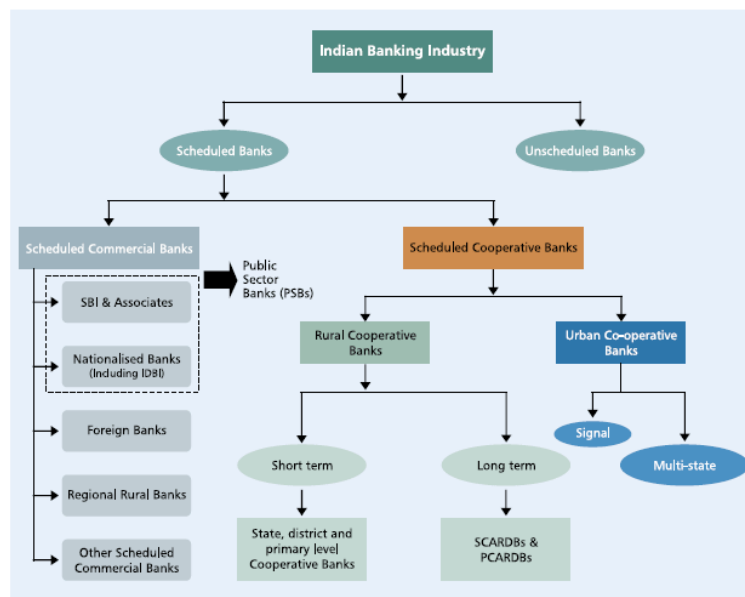 Indian Banking Industry
Scheduled Banks
Unscheduled Banks
Scheduled Commercial Banks
Scheduled Cooperative Banks
Public
Sector
Banks (PSBs)
SBI & Associates
Nationalised Banks
(Including IDBI)
Foreign Banks
Regional Rural Banks
Other Scheduled
Commercial Banks
Rural Cooperative
Banks
Urban Co-operative
Banks
Short term
Long term
Signal
Multi-state
State, district and
primary level
Cooperative Banks
SCARDBs &
PCARDBs